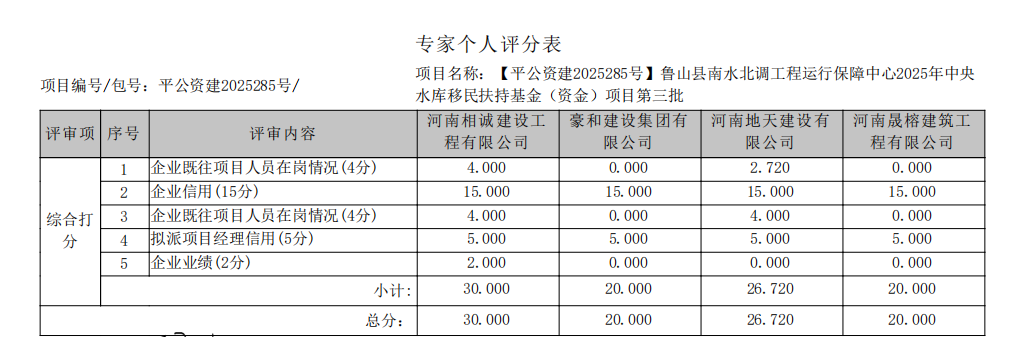 专家个人评分表
项目编号/包号：平公资建2025285号/
项目名称：【平公资建2025285号】鲁山县南水北调工程运行保障中心2025年中央
水库移民扶持基金（资金）项目第三批
评审项 序号 评审内容 河南相诚建设工程有限公司 豪和建设集团有限公司 河南地天建设有限公司 河南晟榕建筑工程有限公司
综合打分
1 企业既往项目人员在岗情况(4分) 4.000 0.000 2.720 0.000
2 企业信用(15分) 15.000 15.000 15.000 15.000
3 企业既往项目人员在岗情况(4分) 4.000 0.000 4.000 0.000
4 拟派项目经理信用(5分) 5.000 5.000 5.000 5.000
5 企业业绩(2分) 2.000 0.000 0.000 0.000
小计: 30.000 20.000 26.720 20.000
总分： 30.000 20.000 26.720 20.000